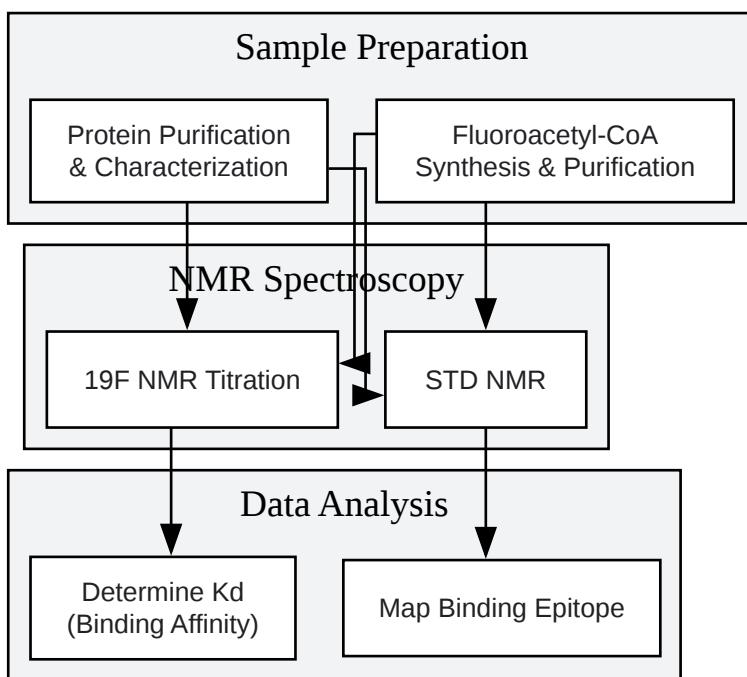 Sample Preparation
Protein Purification
& Characterization
Fluoroacetyl-CoA
Synthesis & Purification
NMR Spectroscopy
19F NMR Titration
STD NMR
Data Analysis
Determine Kd
(Binding Affinity)
Map Binding Epitope